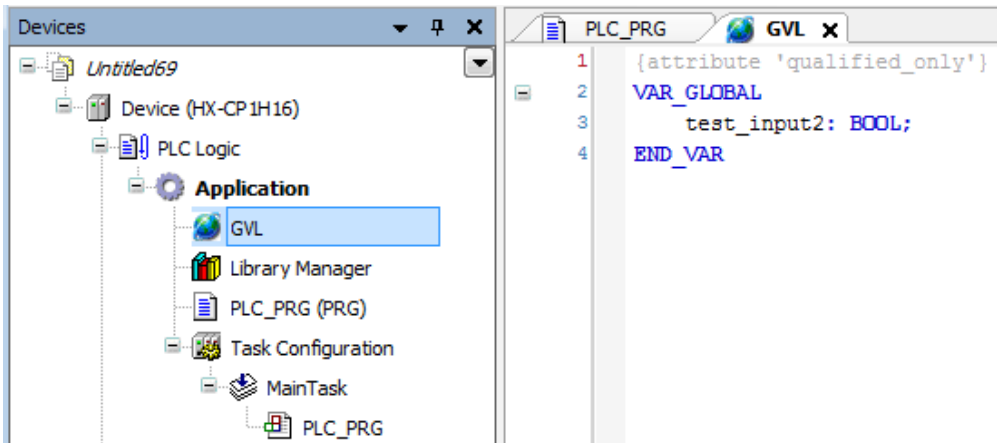 Devices
Untitled69
Device (HX-CP1H16)
PLC Logic
Application
GVL
Library Manager
PLC_PRG (PRG)
Task Configuration
MainTask
PLC_PRG
PLC_PRG
GVL
1 {attribute 'qualified_only'}
2 VAR_GLOBAL
3 test_input2: BOOL;
4 END_VAR